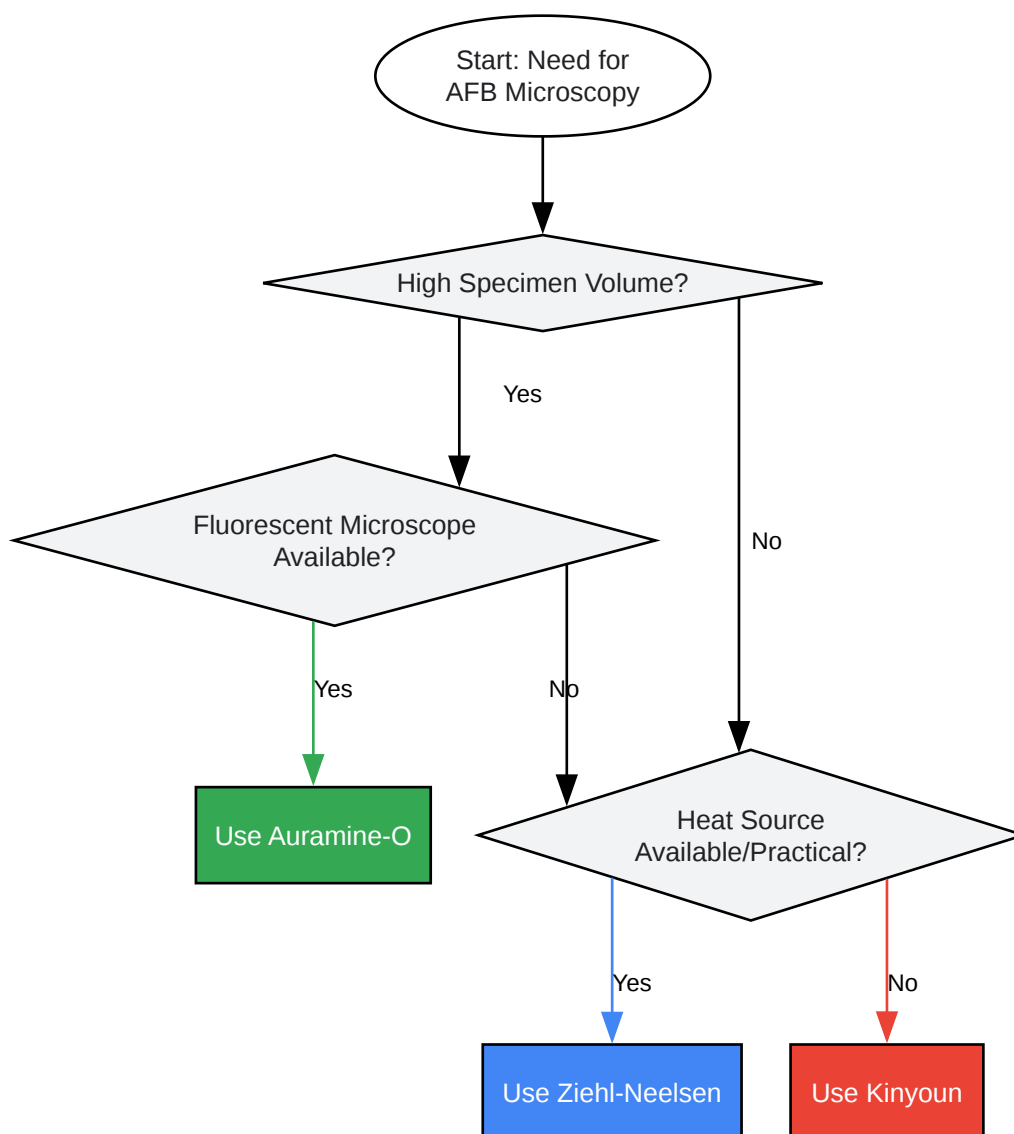 Start: Need for
AFB Microscopy
High Specimen Volume?
Yes
Fluorescent Microscope
Available?
No
Yes
No
Use Auramine-O
Heat Source
Available/Practical?
Yes
No
Use Ziehl-Neelsen
Use Kinyoun